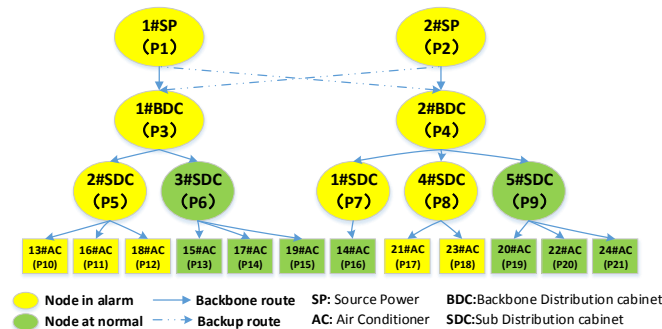 1#SP
(P1)
2#SP
(P2)
1#BDC
(P3)
2#BDC
(P4)
2#SDC
(P5)
3#SDC
(P6)
1#SDC
(P7)
4#SDC
(P8)
5#SDC
(P9)
13#AC
(P10)
16#AC
(P11)
18#AC
(P12)
15#AC
(P13)
17#AC
(P14)
19#AC
(P15)
14#AC
(P16)
21#AC
(P17)
23#AC
(P18)
20#AC
(P19)
22#AC
(P20)
24#AC
(P21)
Node in alarm
Backbone route
SP: Source Power
BDC:Backbone Distribution cabinet
Node at normal
Backup route
AC: Air Conditioner
SDC:Sub Distribution cabinet